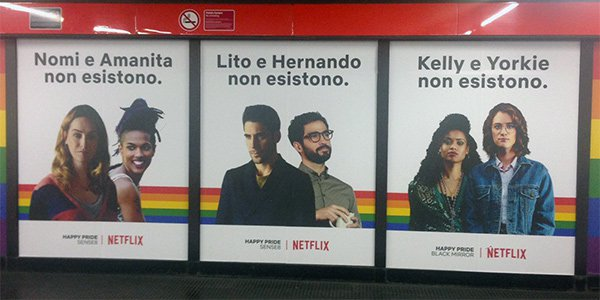 Nomi e Amanita
non esistono.
HAPPY PRIDE
SENSE8
NETFLIX
Lito e Hernando
non esistono.
HAPPY PRIDE
SENSE8
NETFLIX
Kelly e Yorkie
non esistono.
HAPPY PRIDE
BLACK MIRROR
NETFLIX